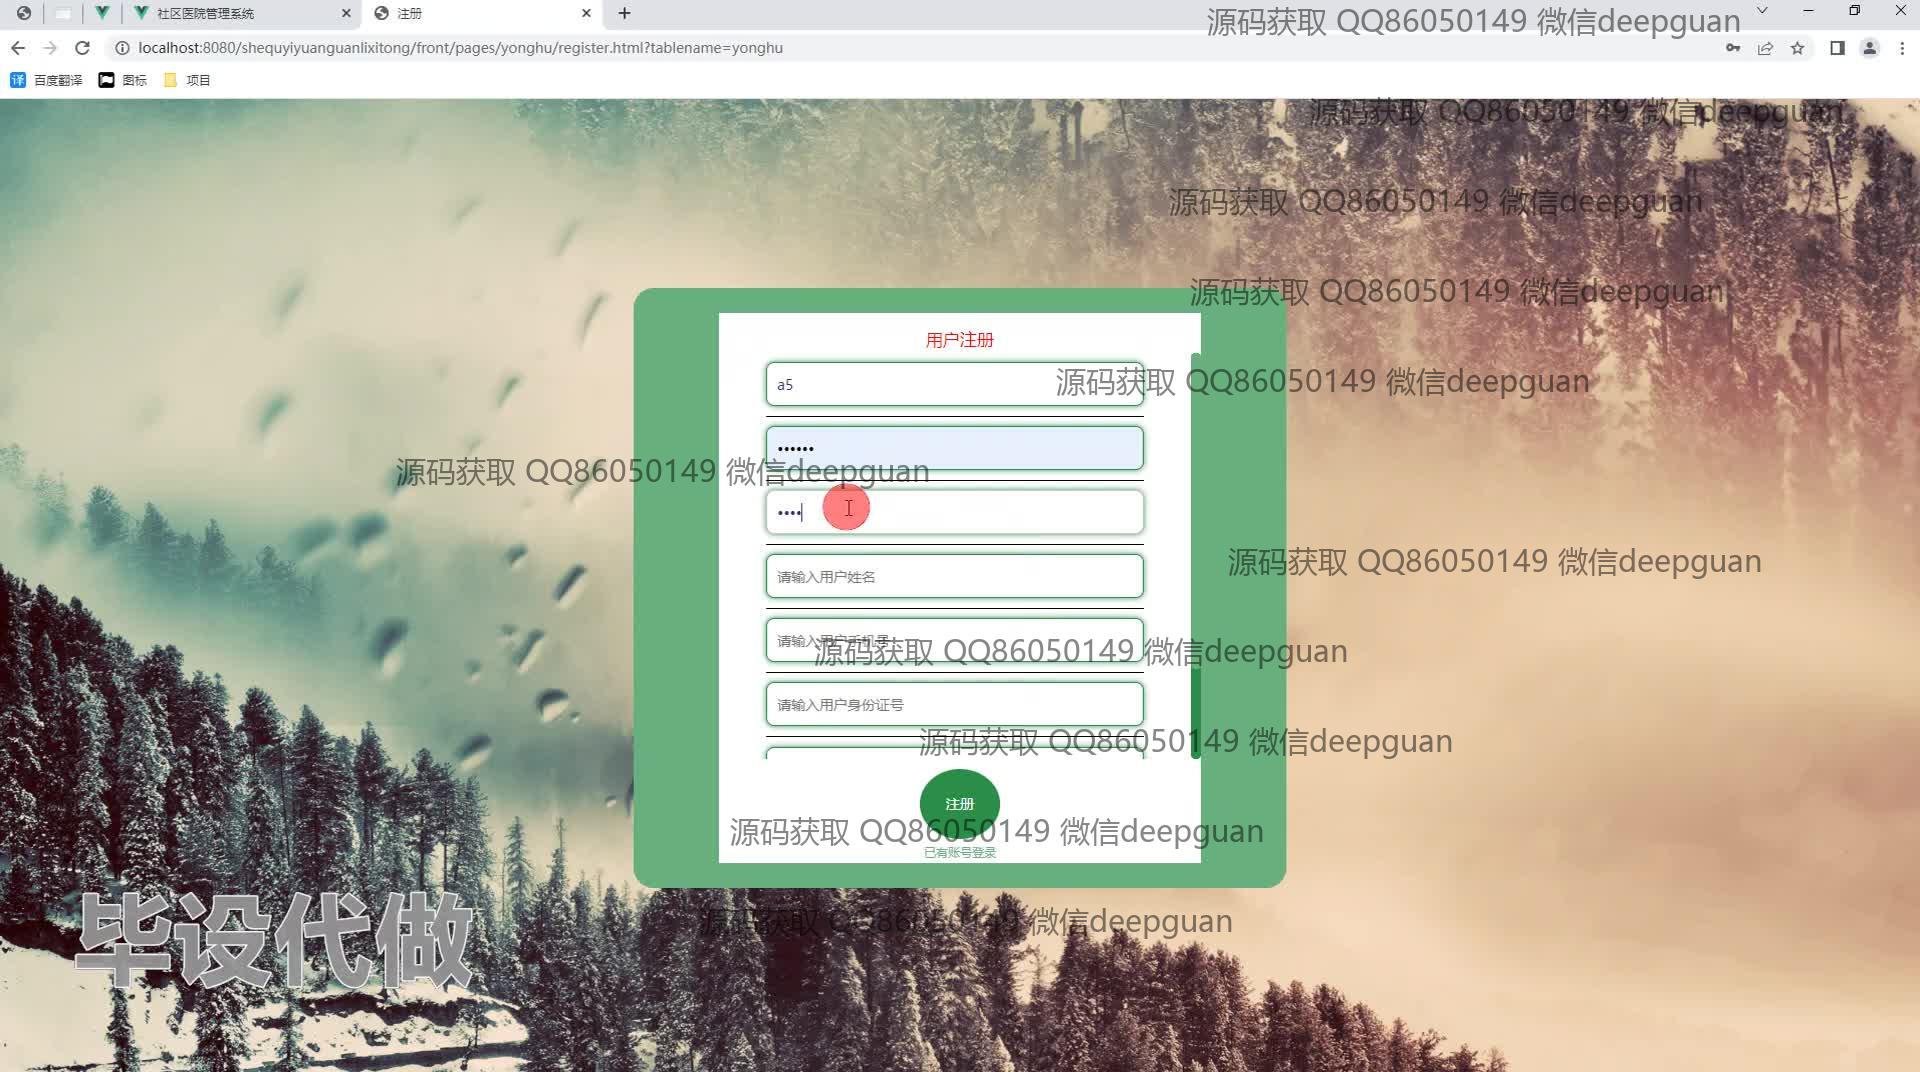 社区医院管理系统
注册
localhost:8080/shequyiyuanguanlixitong/front/pages/yonghu/register.html?tablename=yonghu
译 百度翻译
图标
项目
源码获取 QQ86050149 微信deepguan
源码获取 QQ86050149 微信deepguan
源码获取 QQ86050149 微信deepguan
源码获取 QQ86050149 微信deepguan
用户注册
a5
源码获取 QQ86050149 微信deepguan
••••••
源码获取 QQ86050149 微信deepguan
••••
源码获取 QQ86050149 微信deepguan
请输入用户姓名
请输入用户手机号
源码获取 QQ86050149 微信deepguan
请输入用户身份证号
源码获取 QQ86050149 微信deepguan
注册
源码获取 QQ86050149 微信deepguan
已有账号登录
源码获取 QQ86050149 微信deepguan
毕设代做